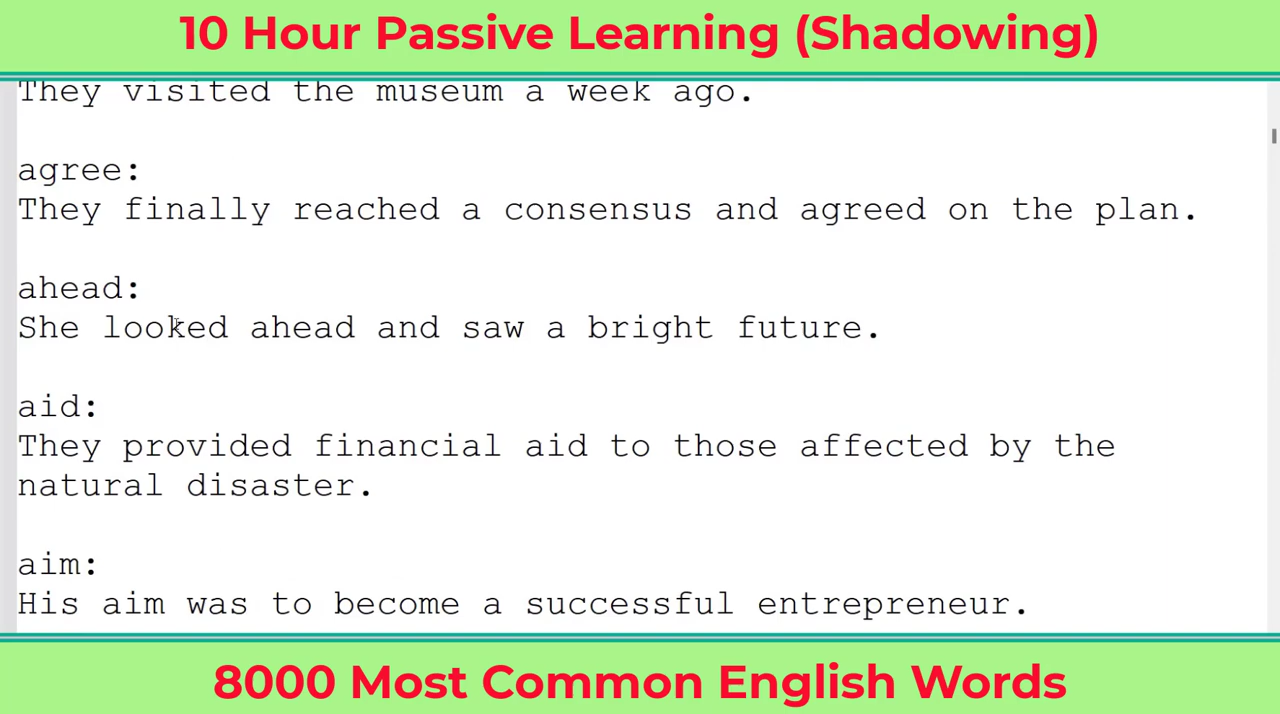 10 Hour Passive Learning (Shadowing)
They visited the museum a week ago.
agree:
They finally reached a consensus and agreed on the plan.
ahead:
She looked ahead and saw a bright future.
aid:
They provided financial aid to those affected by the
natural disaster.
aim:
His aim was to become a successful entrepreneur.
8000 Most Common English Words